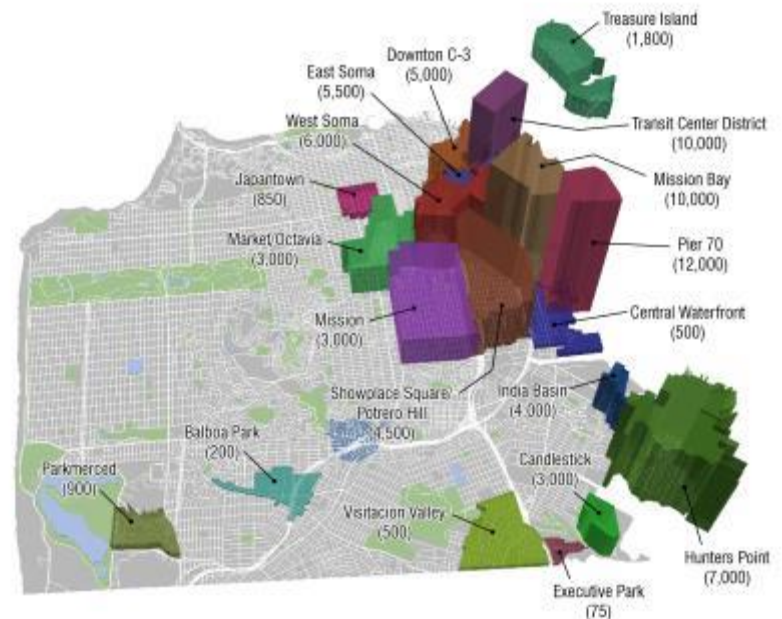 Treasure Island
(1,800)
Downton C-3
(5,000)
East Soma
(5,500)
West Soma
(6,000)
Transit Center District
(10,000)
Japantown
(850)
Mission Bay
(10,000)
Market/Octavia
(3,000)
Pier 70
(12,000)
Mission
(3,000)
Central Waterfront
(500)
Showplace Square/
Potrero Hill
(4,500)
India Basin
(4,000)
Balboa Park
(200)
Parkmerced
(900)
Candlestick
(3,000)
Visitacion Valley
(500)
Hunters Point
(7,000)
Executive Park
(75)